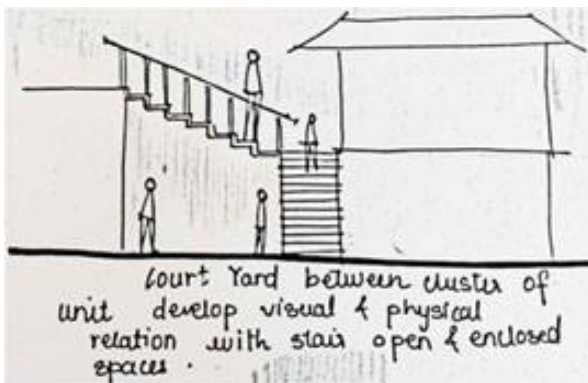 Court Yard between cluster of
unit develop visual & physical
relation with stair open & enclosed
spaces.